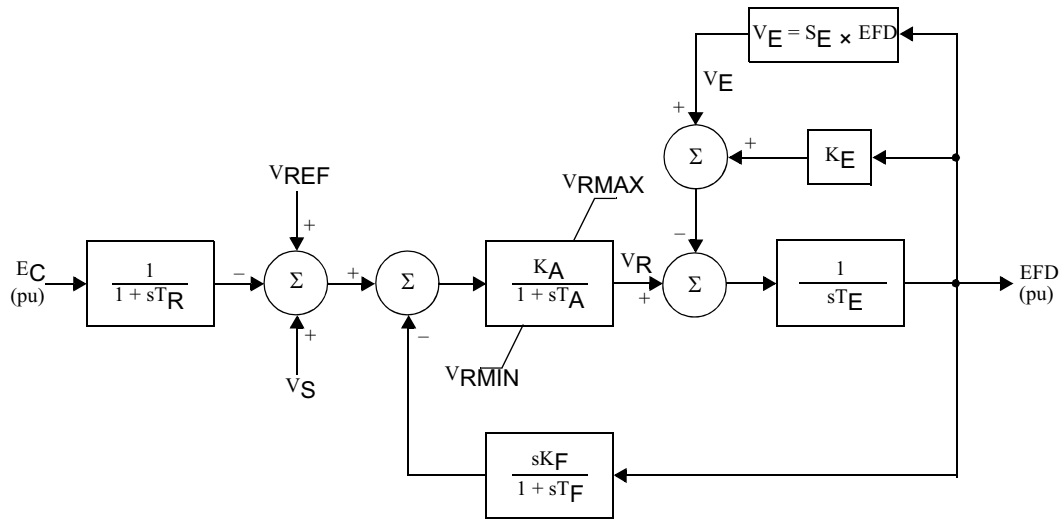 VE = SE × EFD
VE
+
Σ
+
KE
VREF
+
VRMAX
−
EC
(pu)
1
1 + sTR
−
Σ
+
Σ
KA
1 + sTA
VR
+
Σ
1
sTE
EFD
(pu)
+
VS
−
VRMIN
sKF
1 + sTF